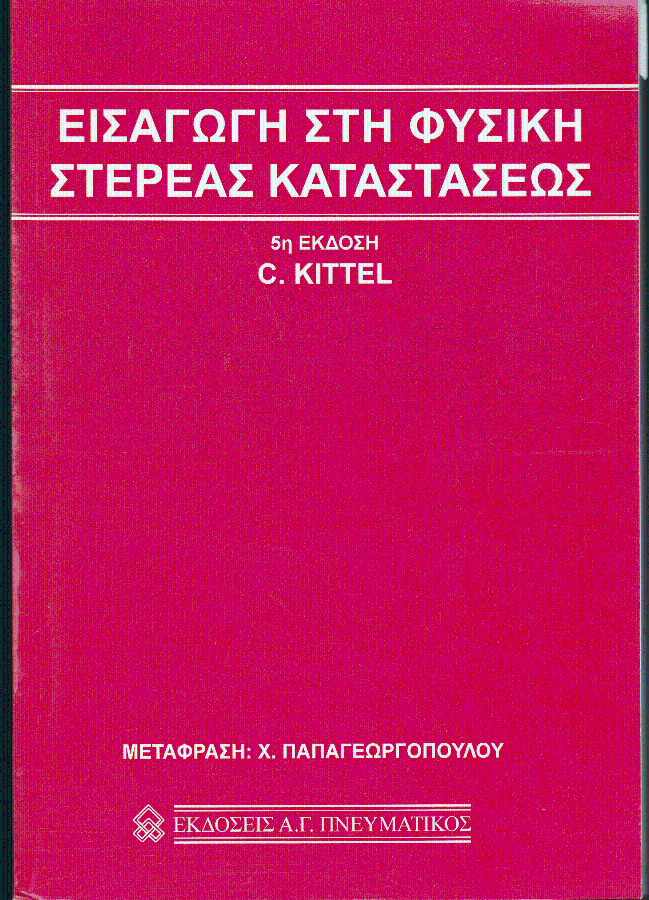 ΕΙΣΑΓΩΓΗ ΣΤΗ ΦΥΣΙΚΗ
ΣΤΕΡΕΑΣ ΚΑΤΑΣΤΑΣΕΩΣ
5η ΕΚΔΟΣΗ
C. KITTEL
ΜΕΤΑΦΡΑΣΗ: Χ. ΠΑΠΑΓΕΩΡΓΟΠΟΥΛΟΥ
ΕΚΔΟΣΕΙΣ Α.Γ. ΠΝΕΥΜΑΤΙΚΟΣ